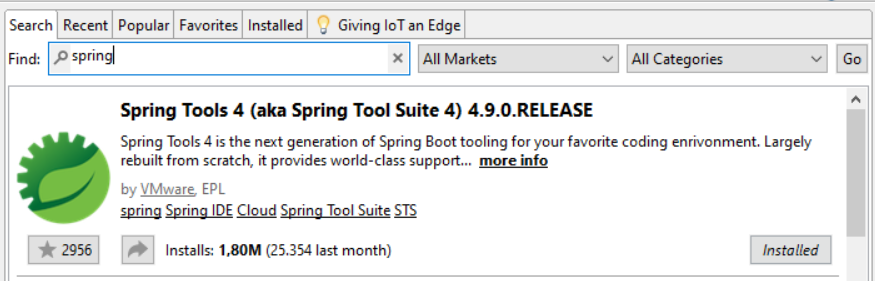 Search Recent Popular Favorites Installed Giving IoT an Edge
Find: spring All Markets All Categories Go
Spring Tools 4 (aka Spring Tool Suite 4) 4.9.0.RELEASE
Spring Tools 4 is the next generation of Spring Boot tooling for your favorite coding enrivonment. Largely
rebuilt from scratch, it provides world-class support... more info
by VMware, EPL
spring Spring IDE Cloud Spring Tool Suite STS
2956 Installs: 1,80M (25.354 last month) Installed